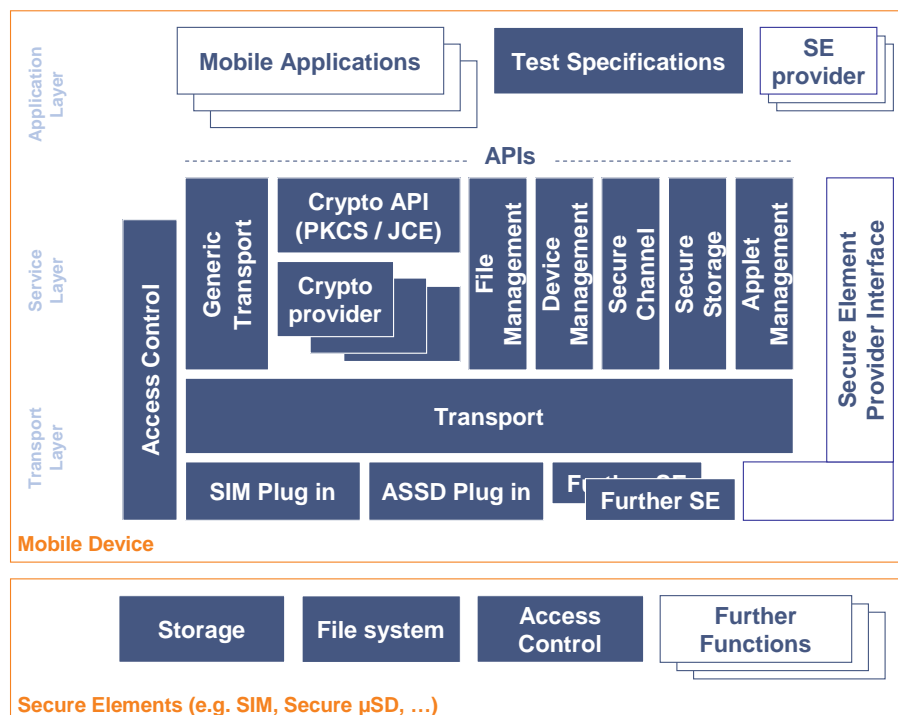 Application
Layer
Mobile Applications
Test Specifications
SE
provider
APIs
Service
Layer
Access Control
Generic
Transport
Crypto API
(PKCS / JCE)
Crypto
provider
File
Management
Device
Management
Secure
Channel
Secure
Storage
Applet
Management
Secure Element
Provider Interface
Transport
Layer
Transport
SIM Plug in
ASSD Plug in
Further SE
Further SE
Mobile Device
Storage
File system
Access
Control
Further
Functions
Secure Elements (e.g. SIM, Secure µSD, …)